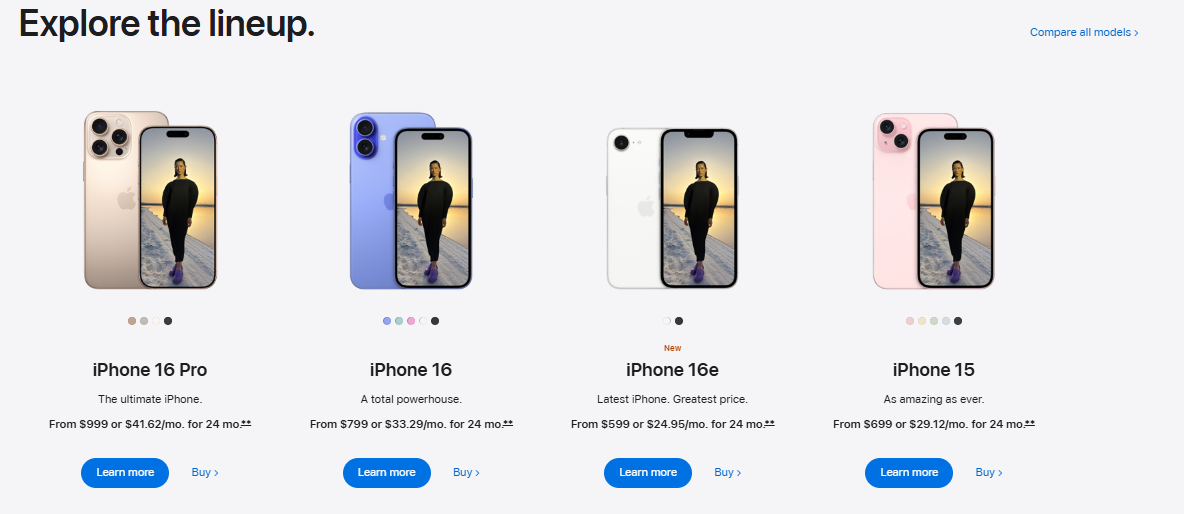 Explore the lineup.
Compare all models >
iPhone 16 Pro
The ultimate iPhone.
From $999 or $41.62/mo. for 24 mo.**
Learn more
Buy >
iPhone 16
A total powerhouse.
From $799 or $33.29/mo. for 24 mo.**
Learn more
Buy >
New
iPhone 16e
Latest iPhone. Greatest price.
From $599 or $24.95/mo. for 24 mo.**
Learn more
Buy >
iPhone 15
As amazing as ever.
From $699 or $29.12/mo. for 24 mo.**
Learn more
Buy >